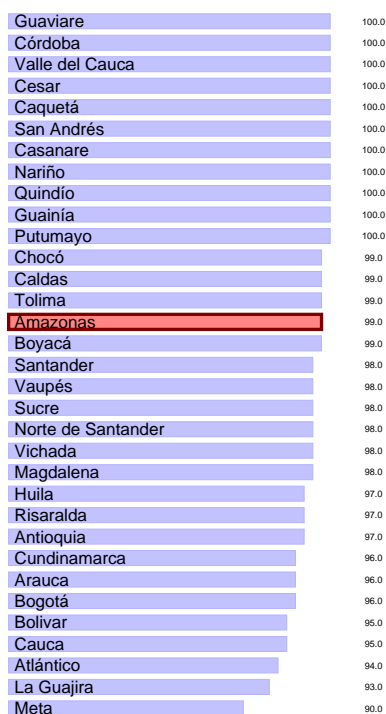 Guaviare 100.0
Córdoba 100.0
Valle del Cauca 100.0
Cesar 100.0
Caquetá 100.0
San Andrés 100.0
Casanare 100.0
Nariño 100.0
Quindío 100.0
Guainía 100.0
Putumayo 100.0
Chocó 99.0
Caldas 99.0
Tolima 99.0
Amazonas 99.0
Boyacá 99.0
Santander 98.0
Vaupés 98.0
Sucre 98.0
Norte de Santander 98.0
Vichada 98.0
Magdalena 98.0
Huila 97.0
Risaralda 97.0
Antioquia 97.0
Cundinamarca 96.0
Arauca 96.0
Bogotá 96.0
Bolivar 95.0
Cauca 95.0
Atlántico 94.0
La Guajira 93.0
Meta 90.0